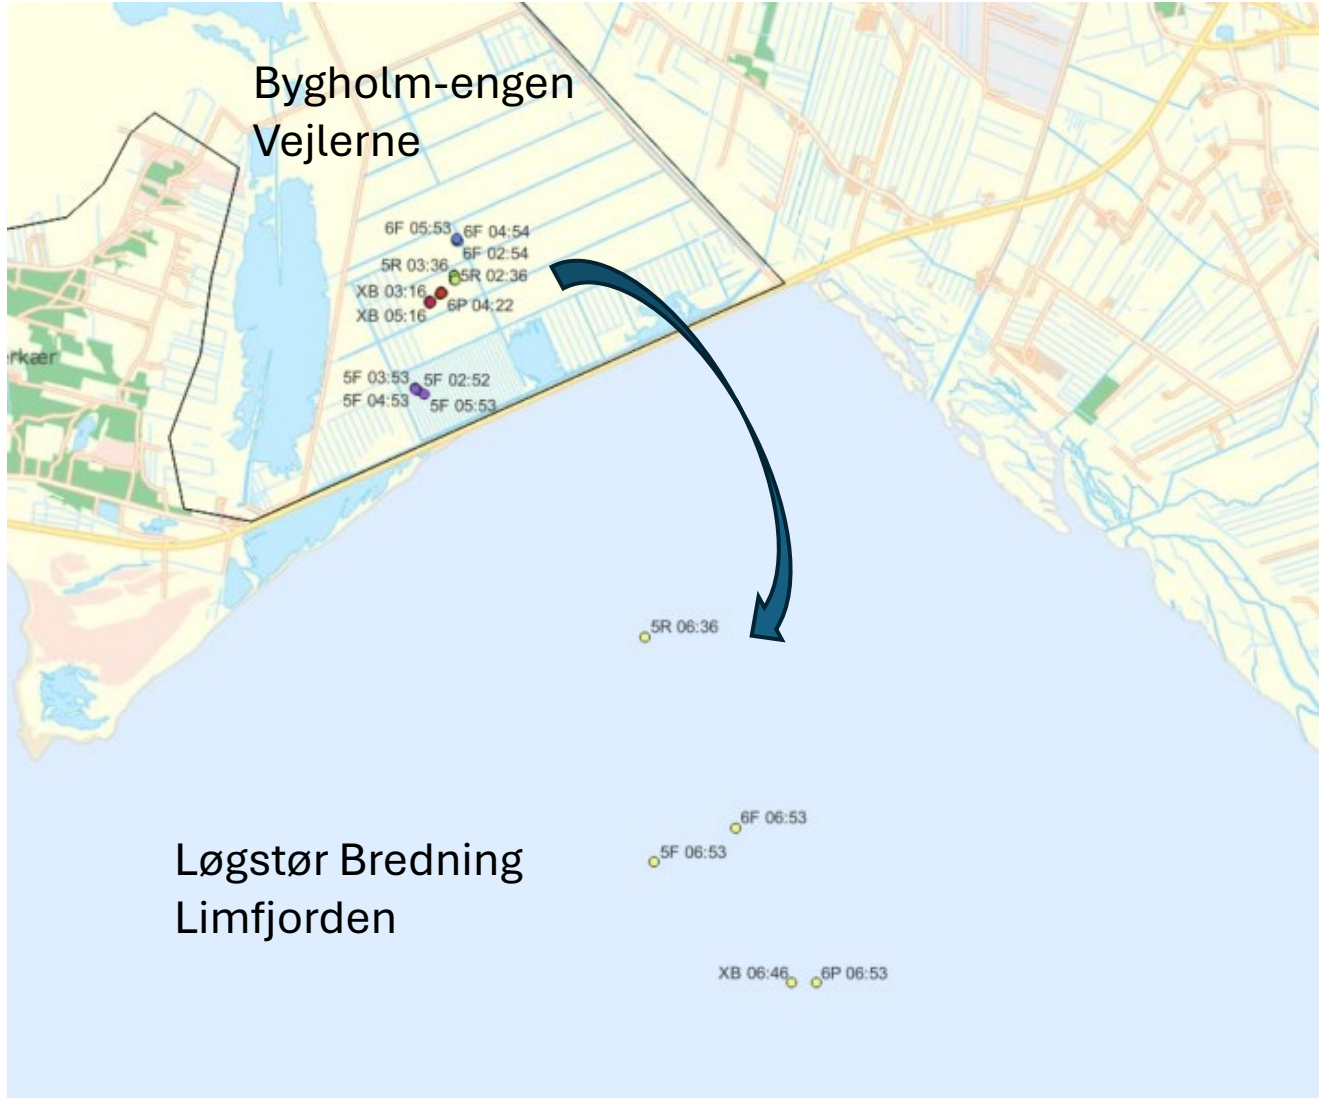 Bygholm-engen
Vejlerne
6F 05:53
6F 04:54
6F 02:54
5R 03:36
5R 02:36
XB 03:16
6P 04:22
XB 05:16
rkær
5F 03:53
5F 02:52
5F 04:53
5F 05:53
5R 06:36
6F 06:53
5F 06:53
Løgstør Bredning
Limfjorden
XB 06:46
6P 06:53